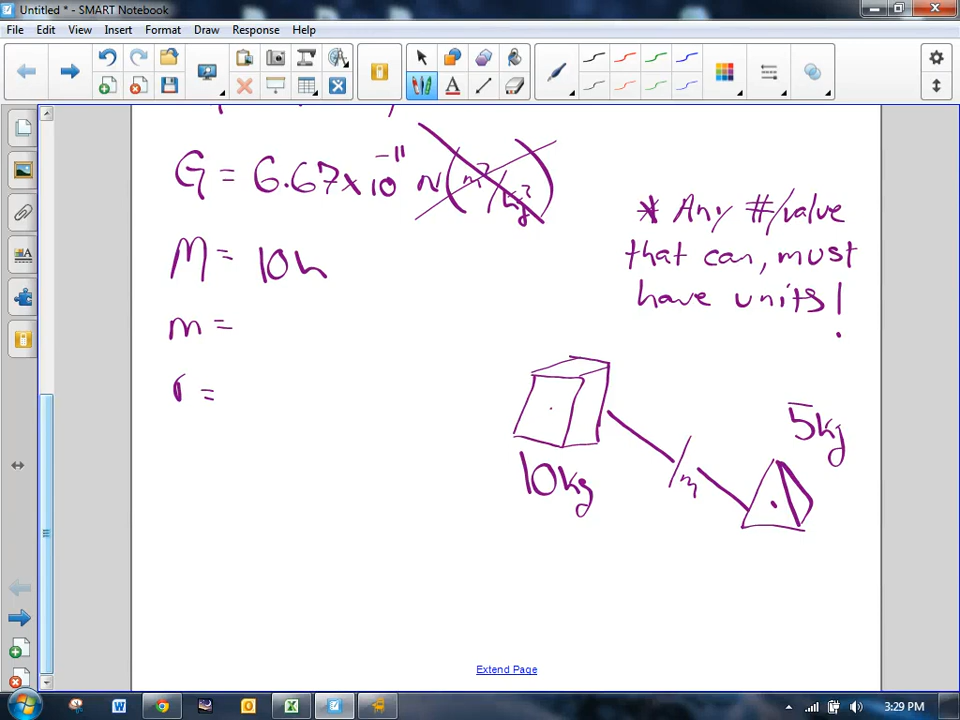 Untitled * - SMART Notebook
File Edit View Insert Format Draw Response Help
G = 6.67x10⁻¹¹ N(m²/kg²)
* Any #/value
that can, must
have units!
M = 10k
m =
r =
5kg
10kg
1m
Extend Page
3:29 PM